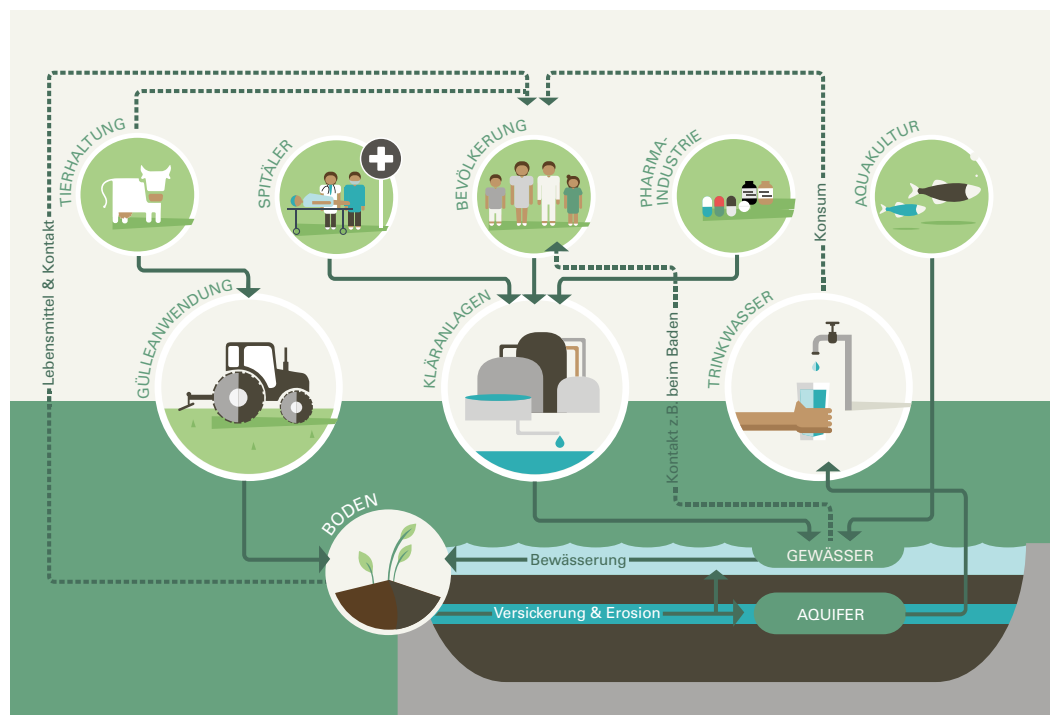 TIERHALTUNG
SPITÄLER
BEVÖLKERUNG
PHARMA-
INDUSTRIE
AQUAKULTUR
Lebensmittel & Kontakt
Konsum
GÜLLEANWENDUNG
KLÄRANLAGEN
Kontakt z.B. beim Baden
TRINKWASSER
BODEN
Bewässerung
GEWÄSSER
Versickerung & Erosion
AQUIFER